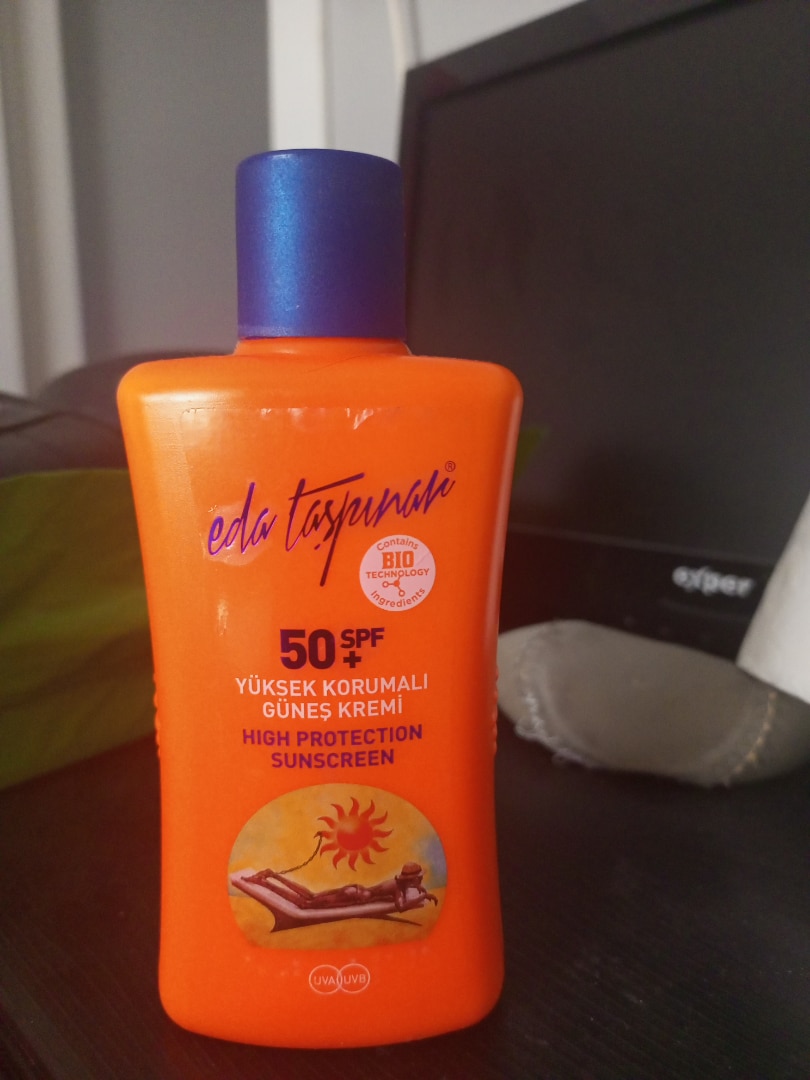 eda taşpınar®
Contains
BIO
TECHNOLOGY
Ingredients
50 SPF
+
YÜKSEK KORUMALI
GÜNEŞ KREMİ
HIGH PROTECTION
SUNSCREEN
UVA UVB
exper